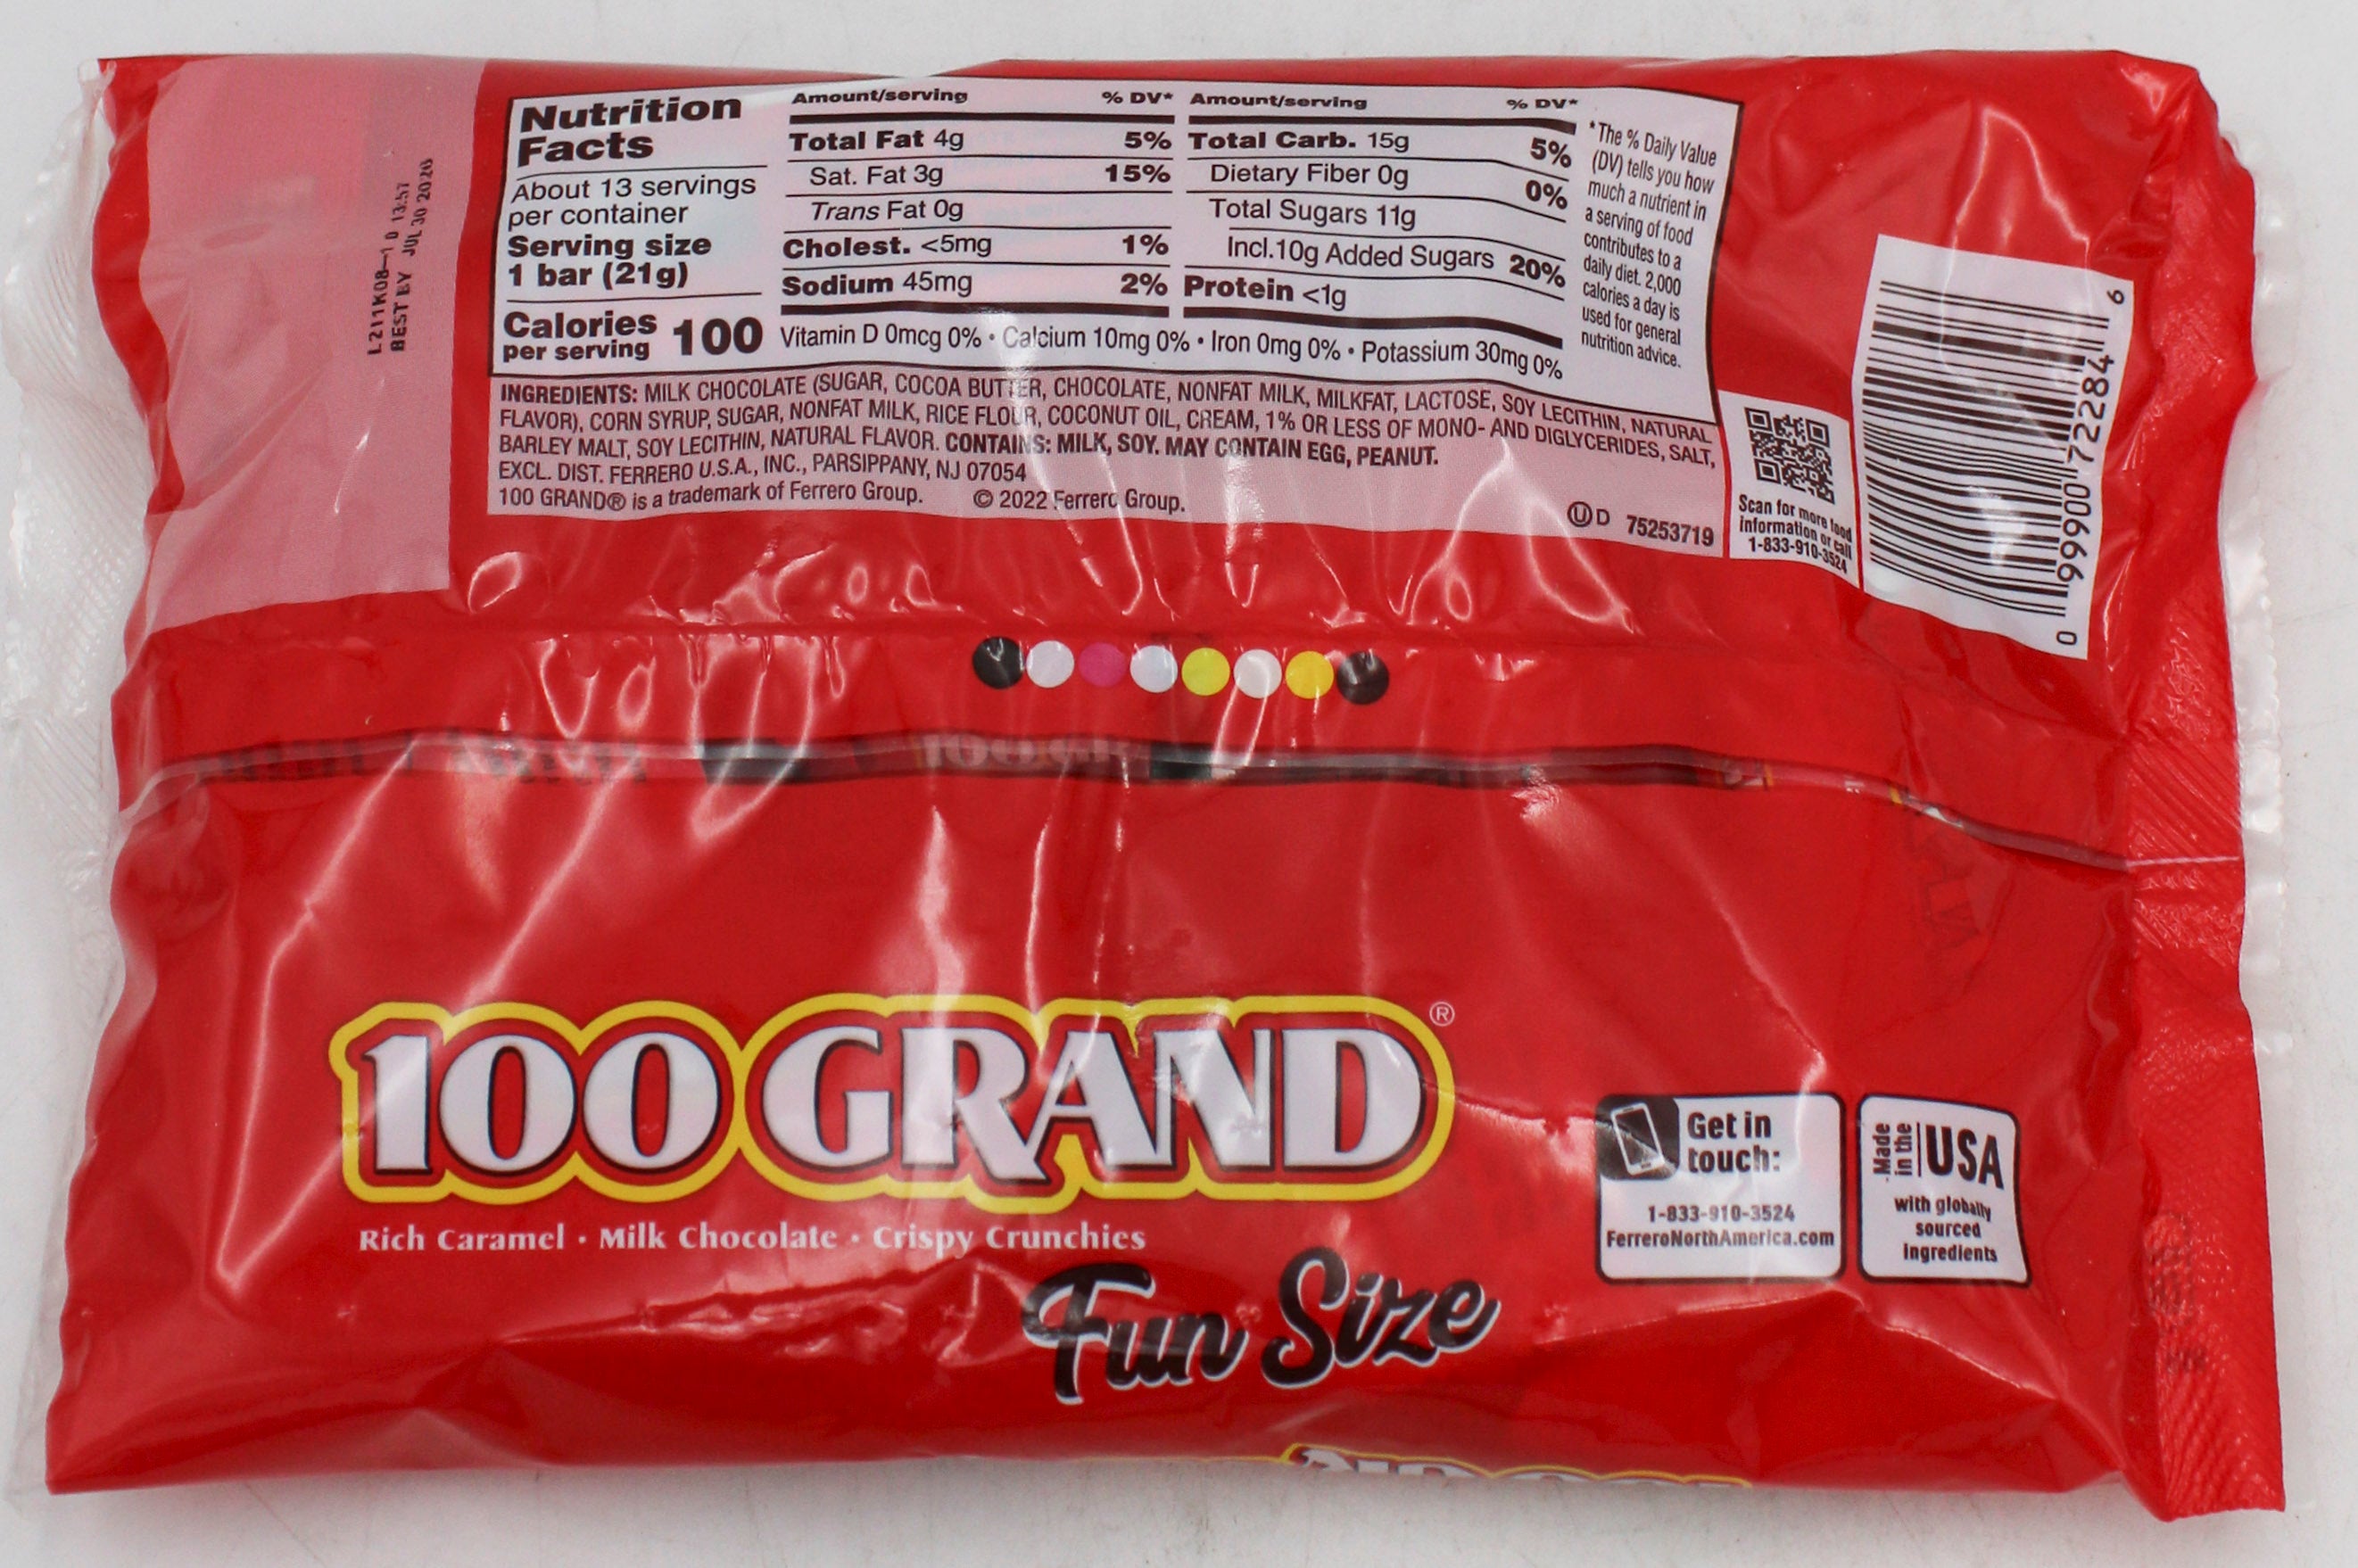 Nutrition
Facts
About 13 servings
per container
Serving size
1 bar (21g)
Calories
per serving 100
Amount/serving % DV*
Total Fat 4g 5%
Sat. Fat 3g 15%
Trans Fat 0g
Cholest. <5mg 1%
Sodium 45mg 2%
Amount/serving % DV*
Total Carb. 15g 5%
Dietary Fiber 0g 0%
Total Sugars 11g
Incl.10g Added Sugars 20%
Protein <1g
Vitamin D 0mcg 0% • Calcium 10mg 0% • Iron 0mg 0% • Potassium 30mg 0%
*The % Daily Value
(DV) tells you how
much a nutrient in
a serving of food
contributes to a
daily diet. 2,000
calories a day is
used for general
nutrition advice.
INGREDIENTS: MILK CHOCOLATE (SUGAR, COCOA BUTTER, CHOCOLATE, NONFAT MILK, MILKFAT, LACTOSE, SOY LECITHIN, NATURAL
FLAVOR), CORN SYRUP, SUGAR, NONFAT MILK, RICE FLOUR, COCONUT OIL, CREAM, 1% OR LESS OF MONO- AND DIGLYCERIDES, SALT,
BARLEY MALT, SOY LECITHIN, NATURAL FLAVOR. CONTAINS: MILK, SOY. MAY CONTAIN EGG, PEANUT.
EXCL. DIST. FERRERO U.S.A., INC., PARSIPPANY, NJ 07054
100 GRAND® is a trademark of Ferrero Group. © 2022 Ferrero Group.
Ⓤ D 75253719
Scan for more food
information or call
1-833-910-3524
0 99900 72284 6
BEST BY JUL 30
100 GRAND®
Rich Caramel • Milk Chocolate • Crispy Crunchies
Fun Size
Get in
touch:
1-833-910-3524
FerreroNorthAmerica.com
Made
in the
USA
with globally
sourced
ingredients